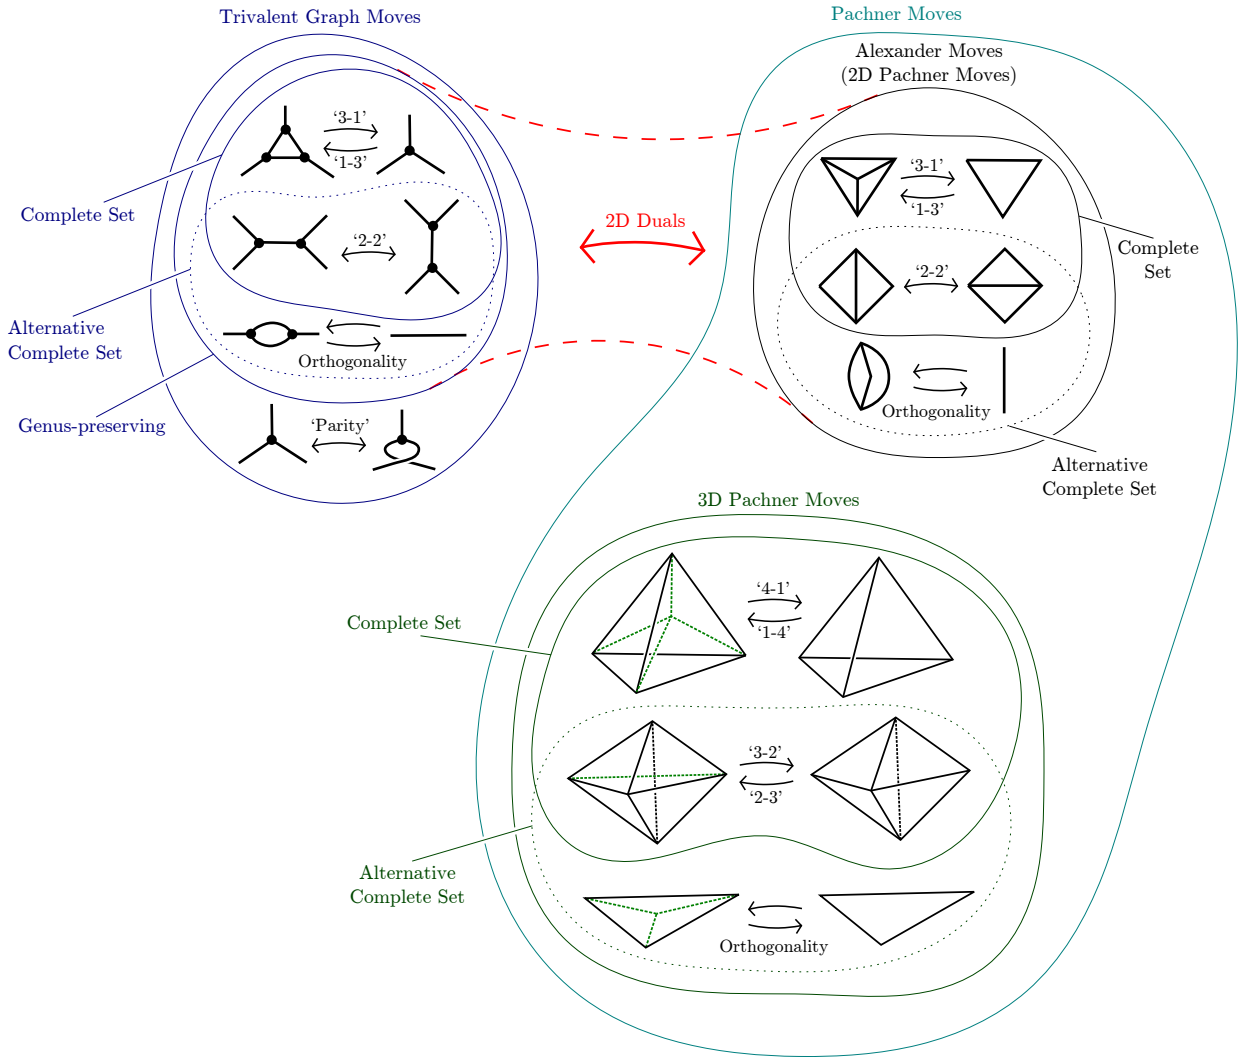 Trivalent Graph Moves
‘3-1’
‘1-3’
Complete Set
‘2-2’
Alternative
Complete Set
Orthogonality
Genus-preserving
‘Parity’
2D Duals
Pachner Moves
Alexander Moves
(2D Pachner Moves)
‘3-1’
‘1-3’
Complete
Set
‘2-2’
Orthogonality
Alternative
Complete Set
3D Pachner Moves
‘4-1’
‘1-4’
Complete Set
‘3-2’
‘2-3’
Alternative
Complete Set
Orthogonality